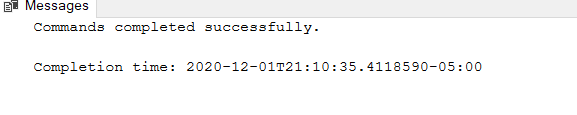 Messages
Commands completed successfully.
Completion time: 2020-12-01T21:10:35.4118590-05:00